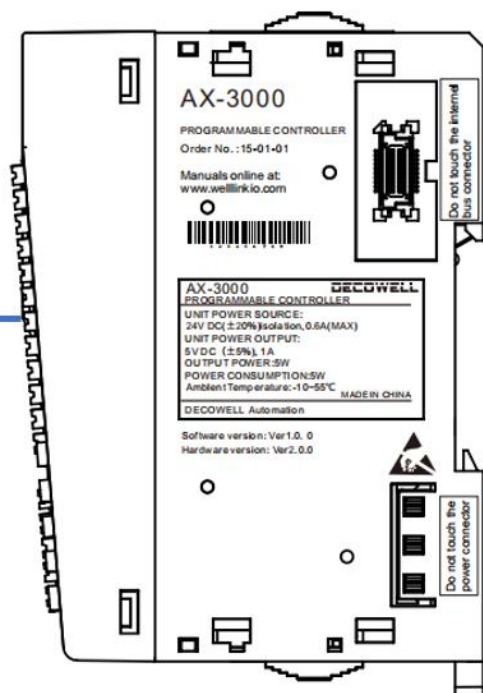 AX-3000
PROGRAMMABLE CONTROLLER
Order No.:15-01-01
Manuals online at:
www.welllinkio.com
Do not touch the internal
bus connector
AX-3000 DECOWELL
PROGRAMMABLE CONTROLLER
UNIT POWER SOURCE:
24V DC(±20%)isolation,0.6A(MAX)
UNIT POWER OUTPUT:
5VDC (±5%), 1A
OUTPUT POWER:5W
POWER CONSUMPTION:5W
Ambient Temperature:-10~55℃
MADE IN CHINA
DECOWELL Automation
Software version: Ver1.0. 0
Hardware version: Ver2.0.0
Do not touch the
power connector